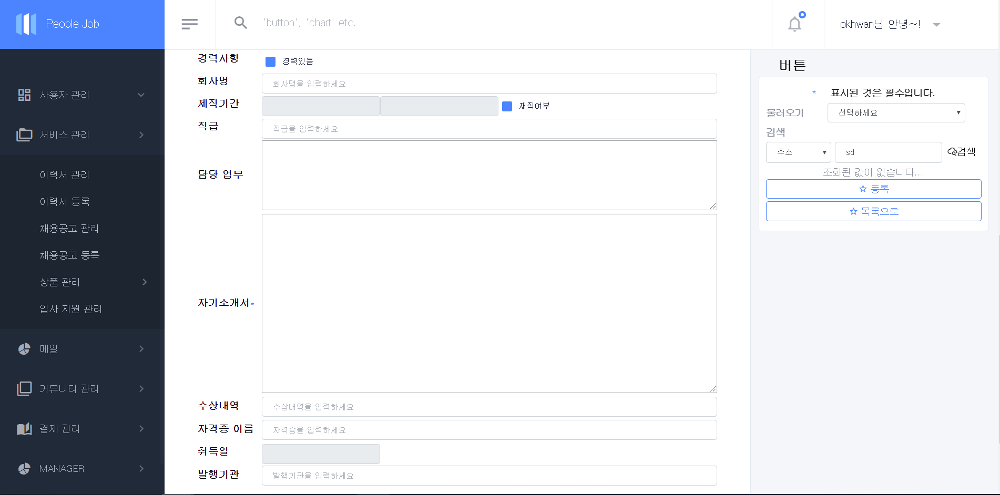 People Job
'button', 'chart' etc.
okhwan님 안녕~!
사용자 관리
서비스 관리
이력서 관리
이력서 등록
채용공고 관리
채용공고 등록
상품 관리
입사 지원 관리
메일
커뮤니티 관리
결제 관리
MANAGER
경력사항
경력있음
회사명
회사명을 입력하세요
제직기간
재직여부
직급
직급을 입력하세요
담당 업무
자기소개서*
수상내역
수상내역을 입력하세요
자격증 이름
자격증을 입력하세요
취득일
발행기관
발행기관을 입력하세요
버튼
* 표시된 것은 필수입니다.
불러오기
선택하세요
검색
주소
sd
검색
조회된 값이 없습니다...
등록
목록으로